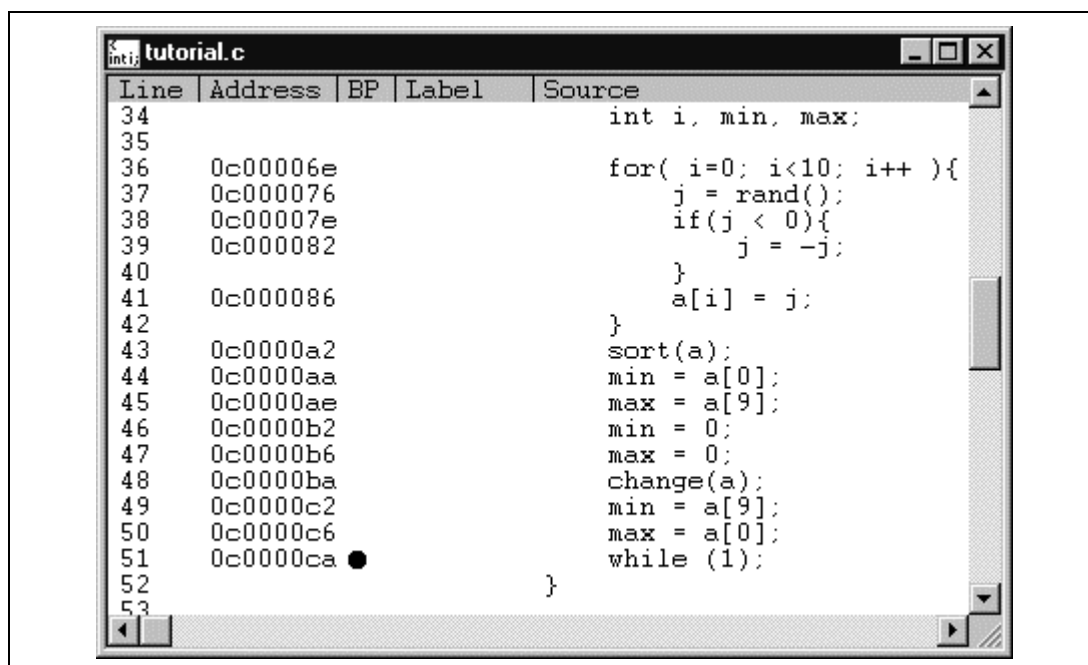 int i; tutorial.c
Line Address BP Label Source
34 int i, min, max;
35
36 0c00006e for( i=0; i<10; i++ ){
37 0c000076 j = rand();
38 0c00007e if(j < 0){
39 0c000082 j = -j;
40 }
41 0c000086 a[i] = j;
42 }
43 0c0000a2 sort(a);
44 0c0000aa min = a[0];
45 0c0000ae max = a[9];
46 0c0000b2 min = 0;
47 0c0000b6 max = 0;
48 0c0000ba change(a);
49 0c0000c2 min = a[9];
50 0c0000c6 max = a[0];
51 0c0000ca ● while (1);
52 }
53